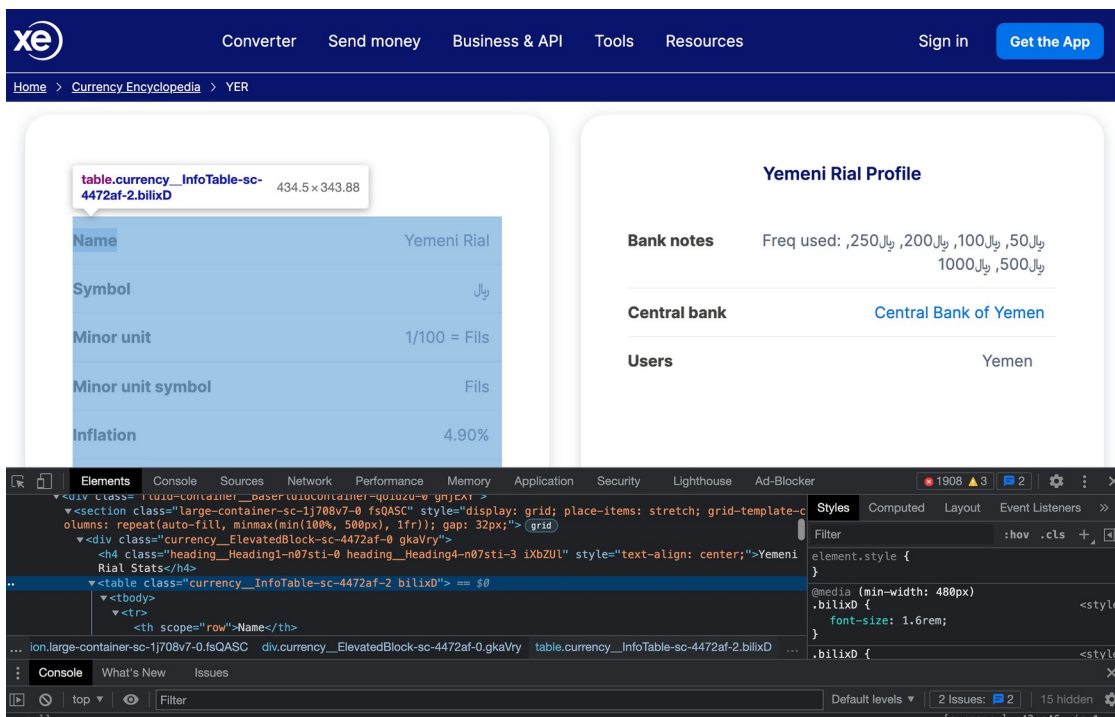 xe
Converter Send money Business & API Tools Resources Sign in Get the App
Home > Currency Encyclopedia > YER
table.currency__InfoTable-sc-4472af-2.bilixD 434.5 × 343.88
Name Yemeni Rial
Symbol ﷼
Minor unit 1/100 = Fils
Minor unit symbol Fils
Inflation 4.90%
Yemeni Rial Profile
Bank notes Freq used: ,﷼250 ,﷼200 ,﷼100 ,﷼50
﷼1000 ,﷼500
Central bank Central Bank of Yemen
Users Yemen
Elements Console Sources Network Performance Memory Application Security Lighthouse Ad-Blocker 1908 3 2
<div class="fluid-container__BaseFluidContainer-qoidzu-0 gHjEXY">
<section class="large-container-sc-1j708v7-0 fsQASC" style="display: grid; place-items: stretch; grid-template-c
olumns: repeat(auto-fill, minmax(min(100%, 500px), 1fr)); gap: 32px;"> grid
<div class="currency__ElevatedBlock-sc-4472af-0 gkaVry">
<h4 class="heading__Heading1-n07sti-0 heading__Heading4-n07sti-3 iXbZUl" style="text-align: center;">Yemeni
Rial Stats</h4>
<table class="currency__InfoTable-sc-4472af-2 bilixD"> == $0
<tbody>
<tr>
<th scope="row">Name</th>
... ion.large-container-sc-1j708v7-0.fsQASC div.currency__ElevatedBlock-sc-4472af-0.gkaVry table.currency__InfoTable-sc-4472af-2.bilixD ...
Styles Computed Layout Event Listeners »
Filter :hov .cls +
element.style {
}
@media (min-width: 480px)
.bilixD { <style
font-size: 1.6rem;
}
.bilixD { <style
Console What's New Issues
top Filter Default levels 2 Issues: 2 15 hidden